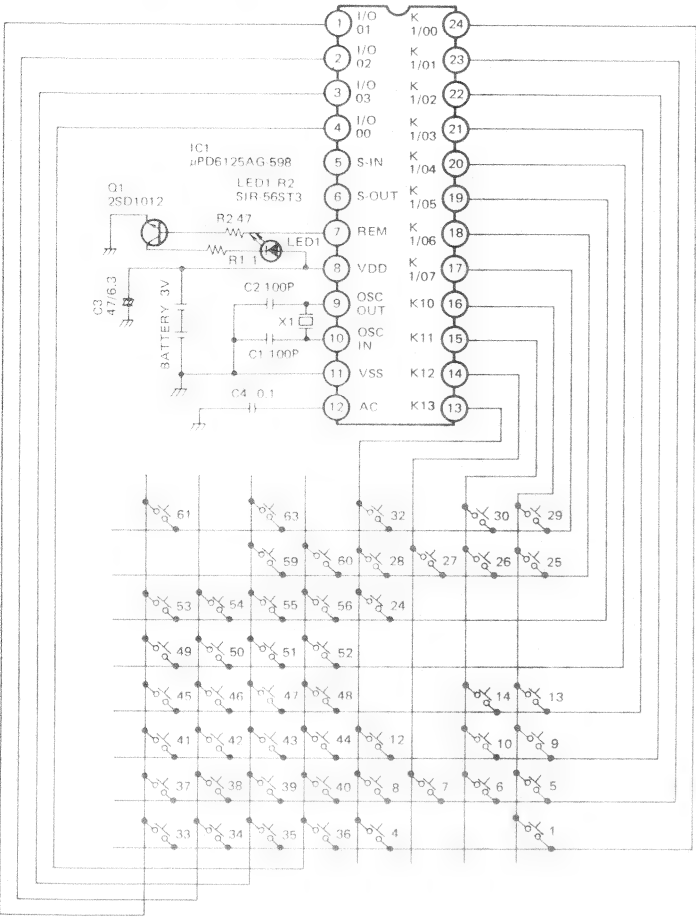 1 I/O 01 K 1/00 24
2 I/O 02 K 1/01 23
3 I/O 03 K 1/02 22
4 I/O 00 K 1/03 21
IC1
µPD6125AG-598
5 S-IN K 1/04 20
Q1
2SD1012
LED1 R2
SIR-56ST3
6 S-OUT K 1/05 19
R2 47
7 REM K 1/06 18
LED1
R1 1
8 VDD K 1/07 17
C3
47/6.3
BATTERY 3V
C2 100P
9 OSC OUT K10 16
X1
10 OSC IN K11 15
C1 100P
11 VSS K12 14
C4 0.1
12 AC K13 13
61 63 32 30 29
59 60 28 27 26 25
53 54 55 56 24
49 50 51 52
45 46 47 48 14 13
41 42 43 44 12 10 9
37 38 39 40 8 7 6 5
33 34 35 36 4 1